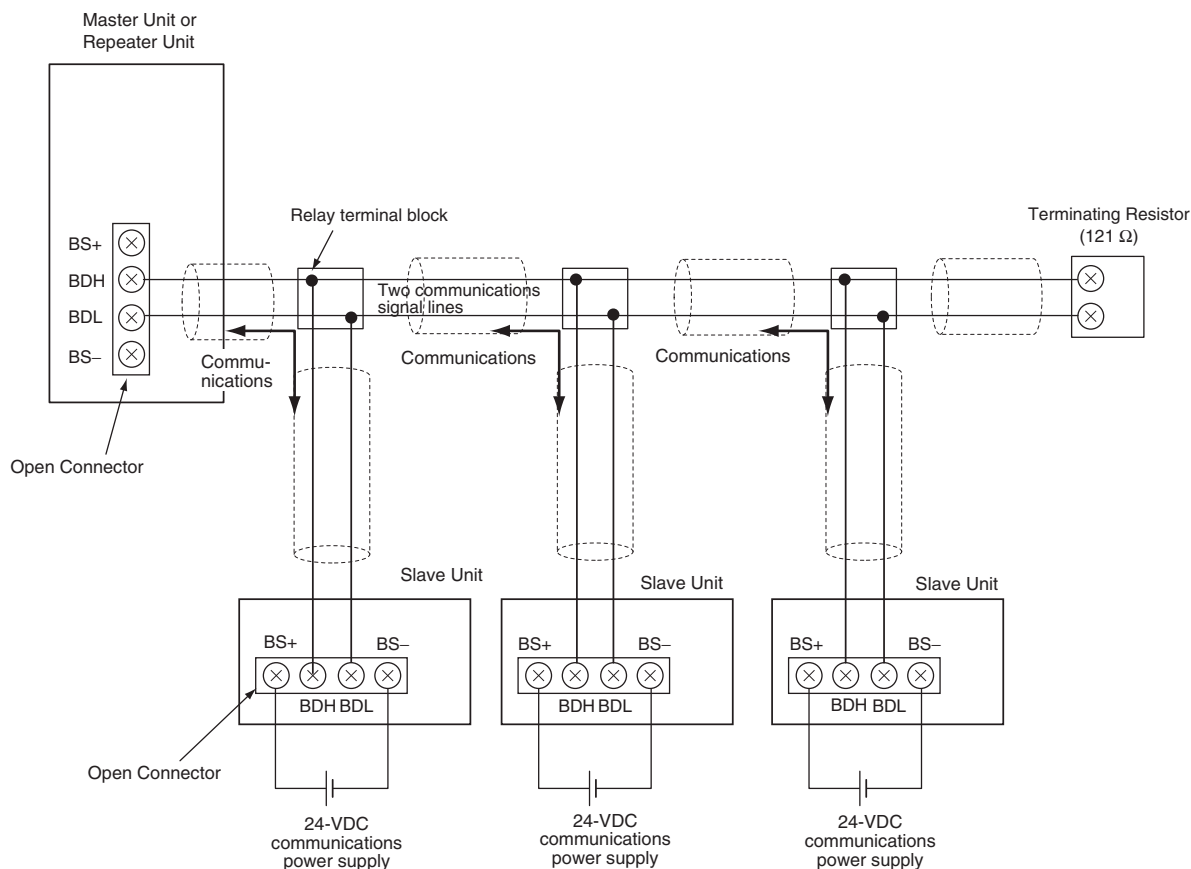 Master Unit or
Repeater Unit
Relay terminal block
Terminating Resistor
(121 Ω)
BS+
BDH
BDL
BS–
Two communications
signal lines
Commu-
nications
Communications
Communications
Open Connector
Slave Unit
Slave Unit
Slave Unit
BS+
BS–
BS+
BS–
BS+
BS–
BDH BDL
BDH BDL
BDH BDL
Open Connector
24-VDC
communications
power supply
24-VDC
communications
power supply
24-VDC
communications
power supply